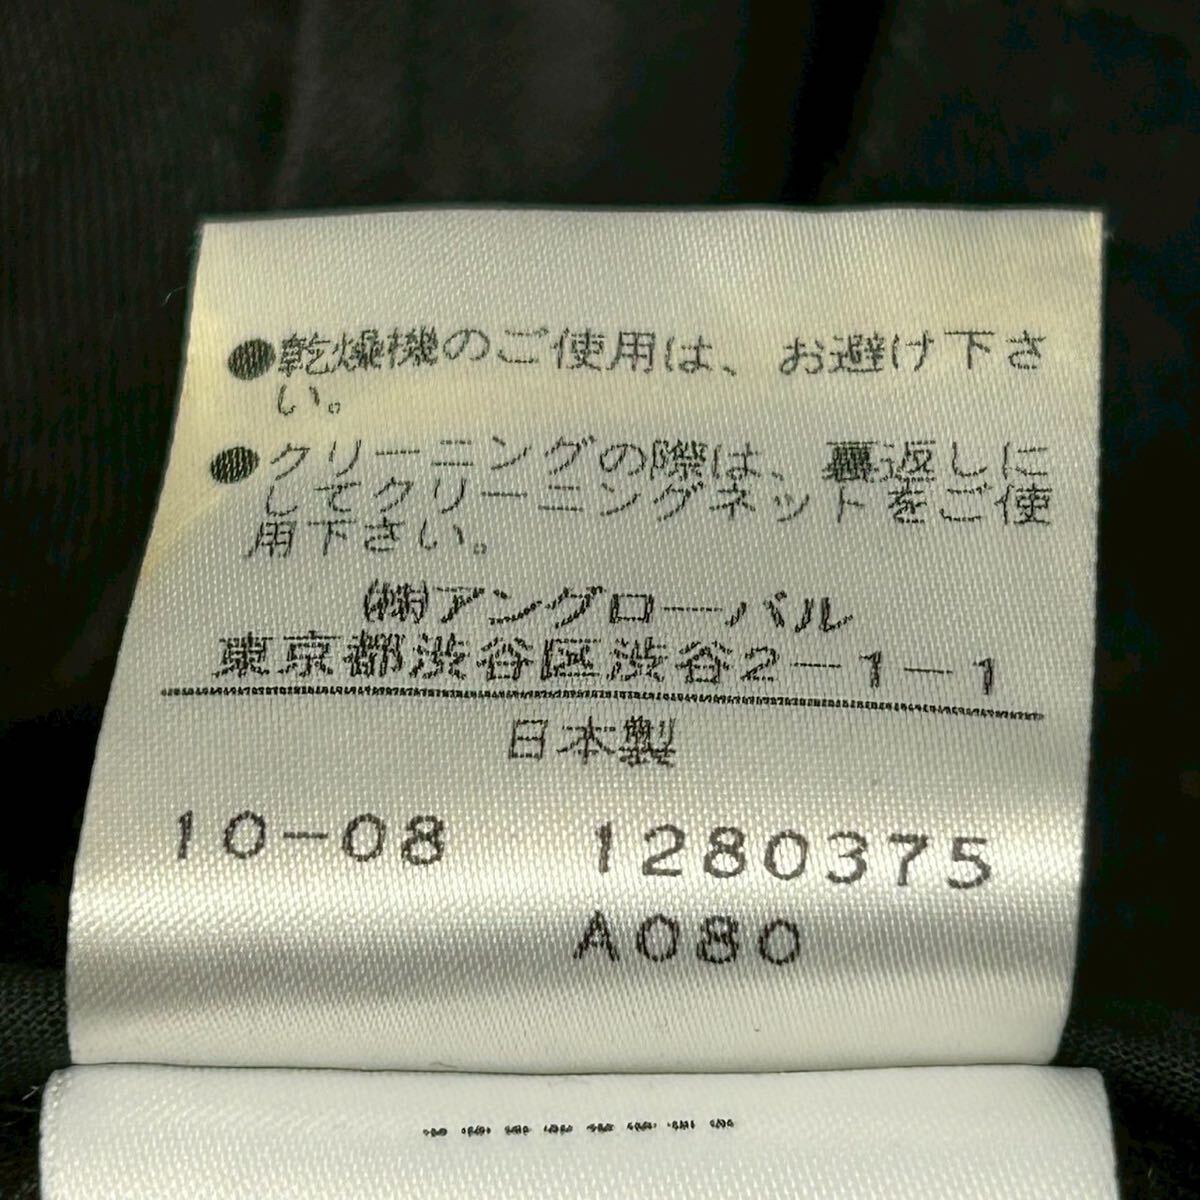 ●乾燥機のご使用は、お避け下さ
い。
●クリーニングの際は、裏返しに
してクリーニングネットをご使
用下さい。
㈱アングローバル
東京都渋谷区渋谷2-1-1
日本製
10-08 1280375
A080